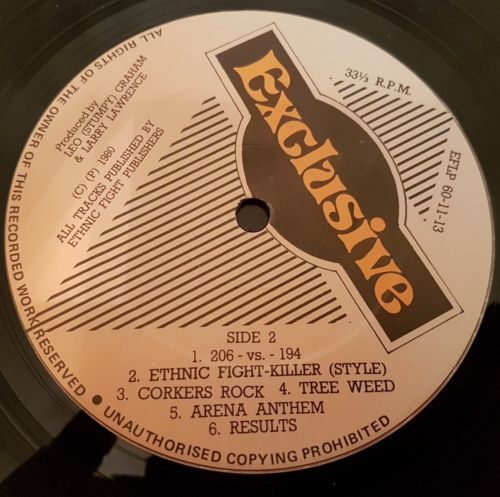 Exclusive
33⅓ R.P.M.
EFLP 60-11-13
Produced by
LEO (STUMPY) GRAHAM
& LARRY LAWRENCE
(C) (P) 1980
ALL TRACKS PUBLISHED BY
ETHNIC FIGHT PUBLISHERS
SIDE 2
1. 206 - vs. - 194
2. ETHNIC FIGHT-KILLER (STYLE)
3. CORKERS ROCK 4. TREE WEED
5. ARENA ANTHEM
6. RESULTS
ALL RIGHTS OF THE OWNER OF THIS RECORDED WORK RESERVED ● UNAUTHORISED COPYING PROHIBITED